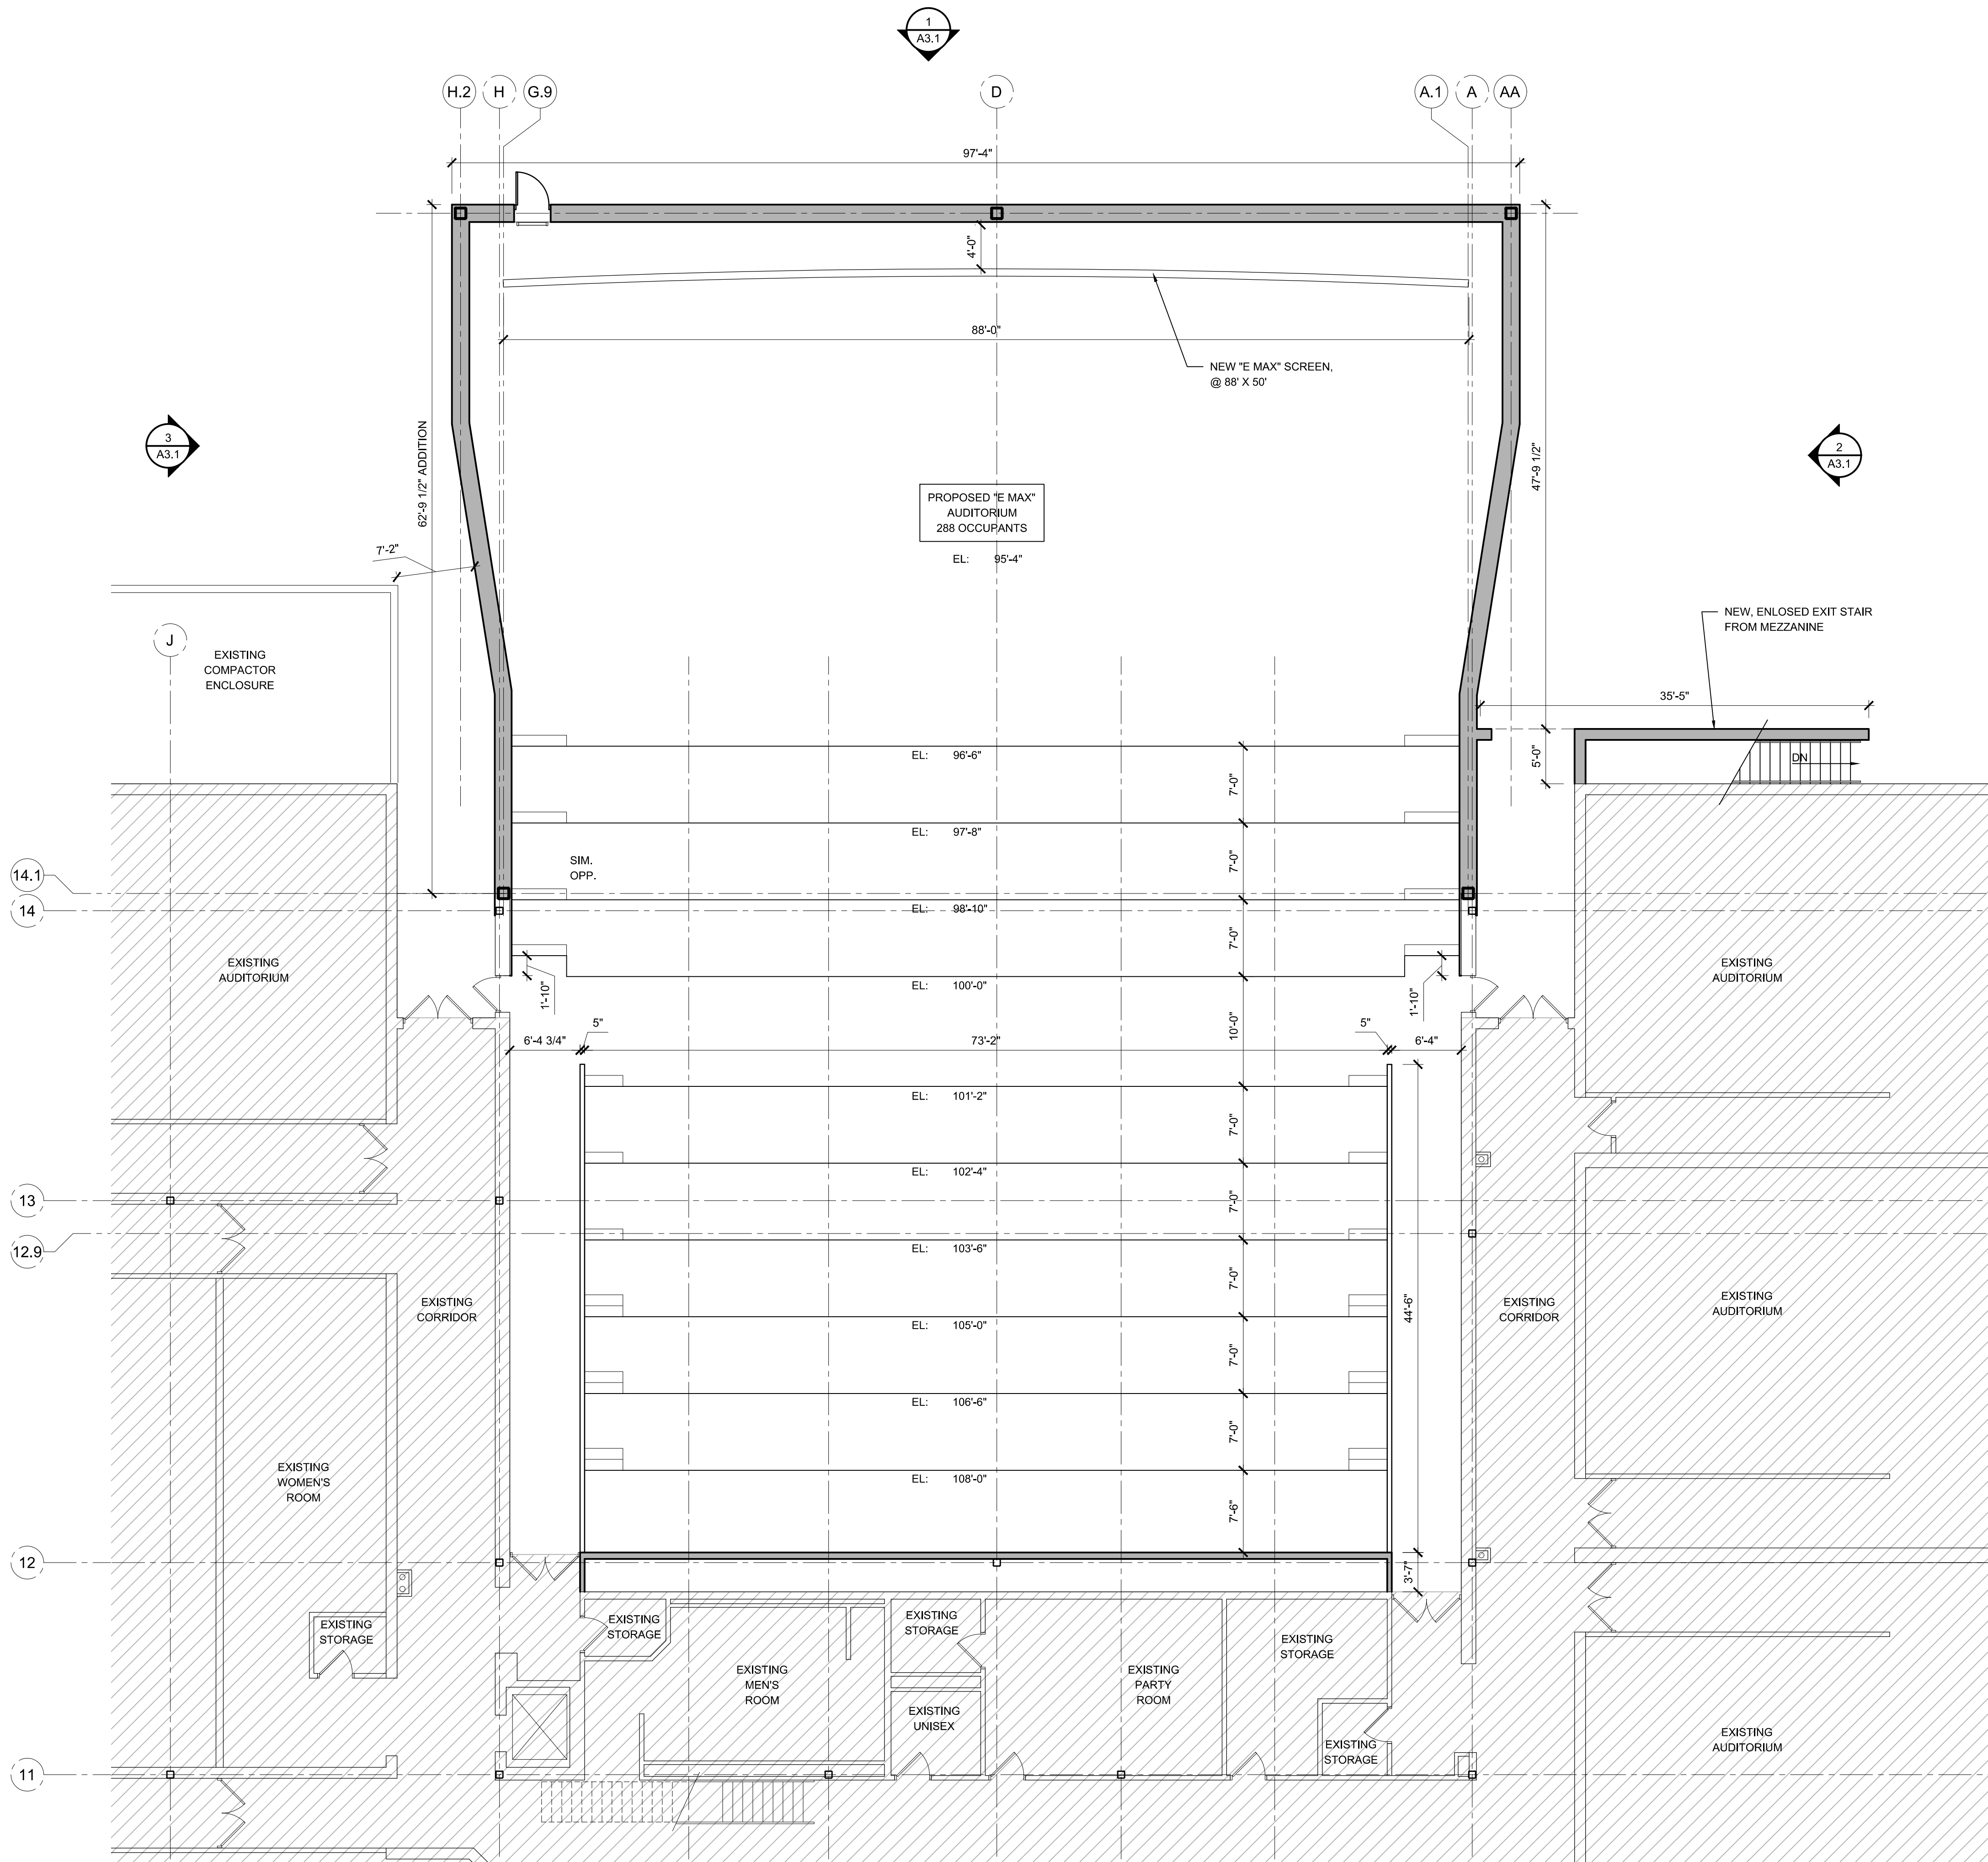 1
A3.1
H.2
H
G.9
D
A.1
A
AA
97'-4"
4'-0"
88'-0"
NEW "E MAX" SCREEN,
@ 88' X 50'
62'-9 1/2" ADDITION
47'-9 1/2"
3
A3.1
2
A3.1
PROPOSED "E MAX"
AUDITORIUM
288 OCCUPANTS
EL: 95'-4"
7'-2"
J
EXISTING
COMPACTOR
ENCLOSURE
NEW, ENLOSED EXIT STAIR
FROM MEZZANINE
35'-5"
5'-0"
DN
EL: 96'-6"
7'-0"
EL: 97'-8"
7'-0"
SIM.
OPP.
14.1
14
EL: 98'-10"
7'-0"
EXISTING
AUDITORIUM
EXISTING
AUDITORIUM
1'-10"
1'-10"
EL: 100'-0"
10'-0"
5"
5"
6'-4 3/4"
73'-2"
6'-4"
EL: 101'-2"
7'-0"
EL: 102'-4"
7'-0"
13
12.9
EL: 103'-6"
7'-0"
EXISTING
CORRIDOR
44'-6"
EXISTING
CORRIDOR
EXISTING
AUDITORIUM
EL: 105'-0"
7'-0"
EL: 106'-6"
7'-0"
EXISTING
WOMEN'S
ROOM
EL: 108'-0"
7'-6"
12
3'-7"
EXISTING
STORAGE
EXISTING
STORAGE
EXISTING
STORAGE
EXISTING
STORAGE
EXISTING
MEN'S
ROOM
EXISTING
PARTY
ROOM
EXISTING
UNISEX
EXISTING
STORAGE
EXISTING
AUDITORIUM
11